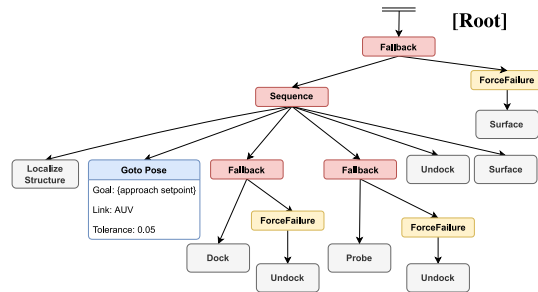 [Root]
Fallback
Sequence
ForceFailure
Surface
Localize
Structure
Goto Pose
Goal: {approach setpoint}
Link: AUV
Tolerance: 0.05
Fallback
Fallback
Undock
Surface
ForceFailure
ForceFailure
Dock
Undock
Probe
Undock